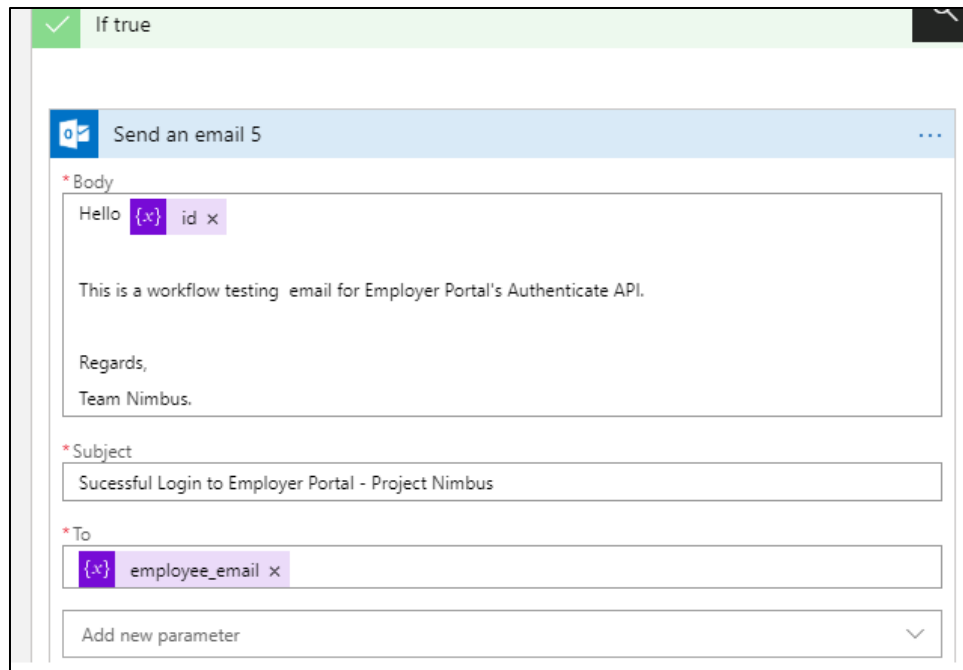 If true
Send an email 5
* Body
Hello {x} id ×
This is a workflow testing email for Employer Portal's Authenticate API.
Regards,
Team Nimbus.
* Subject
Sucessful Login to Employer Portal - Project Nimbus
* To
{x} employee_email ×
Add new parameter